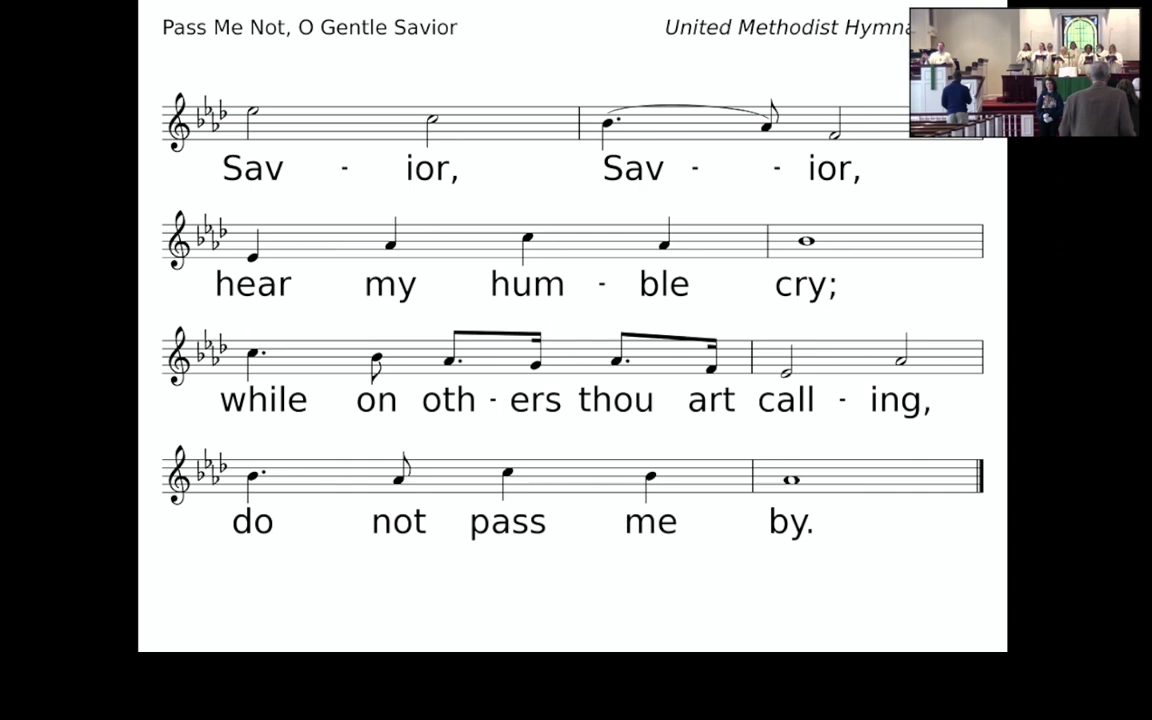 Pass Me Not, O Gentle Savior
United Methodist Hymna
Sav - ior, Sav - - ior,
hear my hum - ble cry;
while on oth - ers thou art call - ing,
do not pass me by.